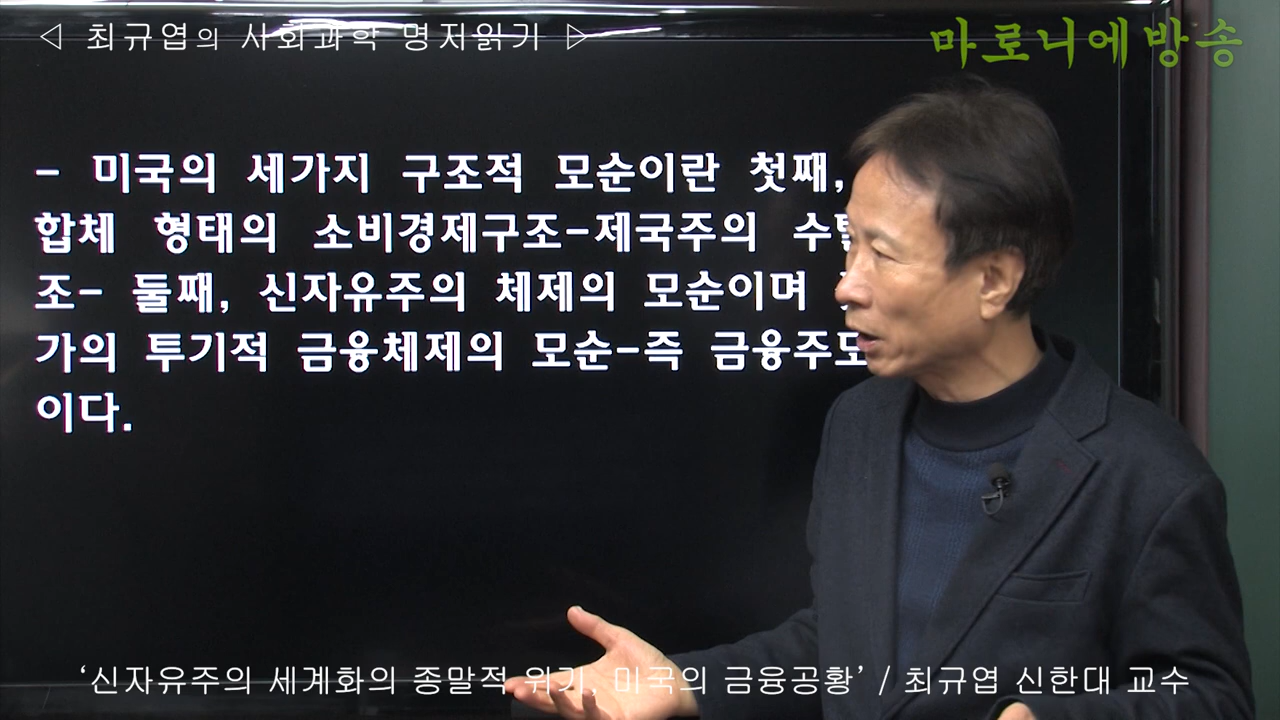 ◁ 최규엽의 사회과학 명저읽기 ▷
마로니에방송
- 미국의 세가지 구조적 모순이란 첫째,
합체 형태의 소비경제구조-제국주의
조- 둘째, 신자유주의 체제의 모순이며
가의 투기적 금융체제의 모순-즉
이다.
‘신자유주의 세계화의 종말적 위기, 미국의 금융공황’ / 최규엽 신한대 교수